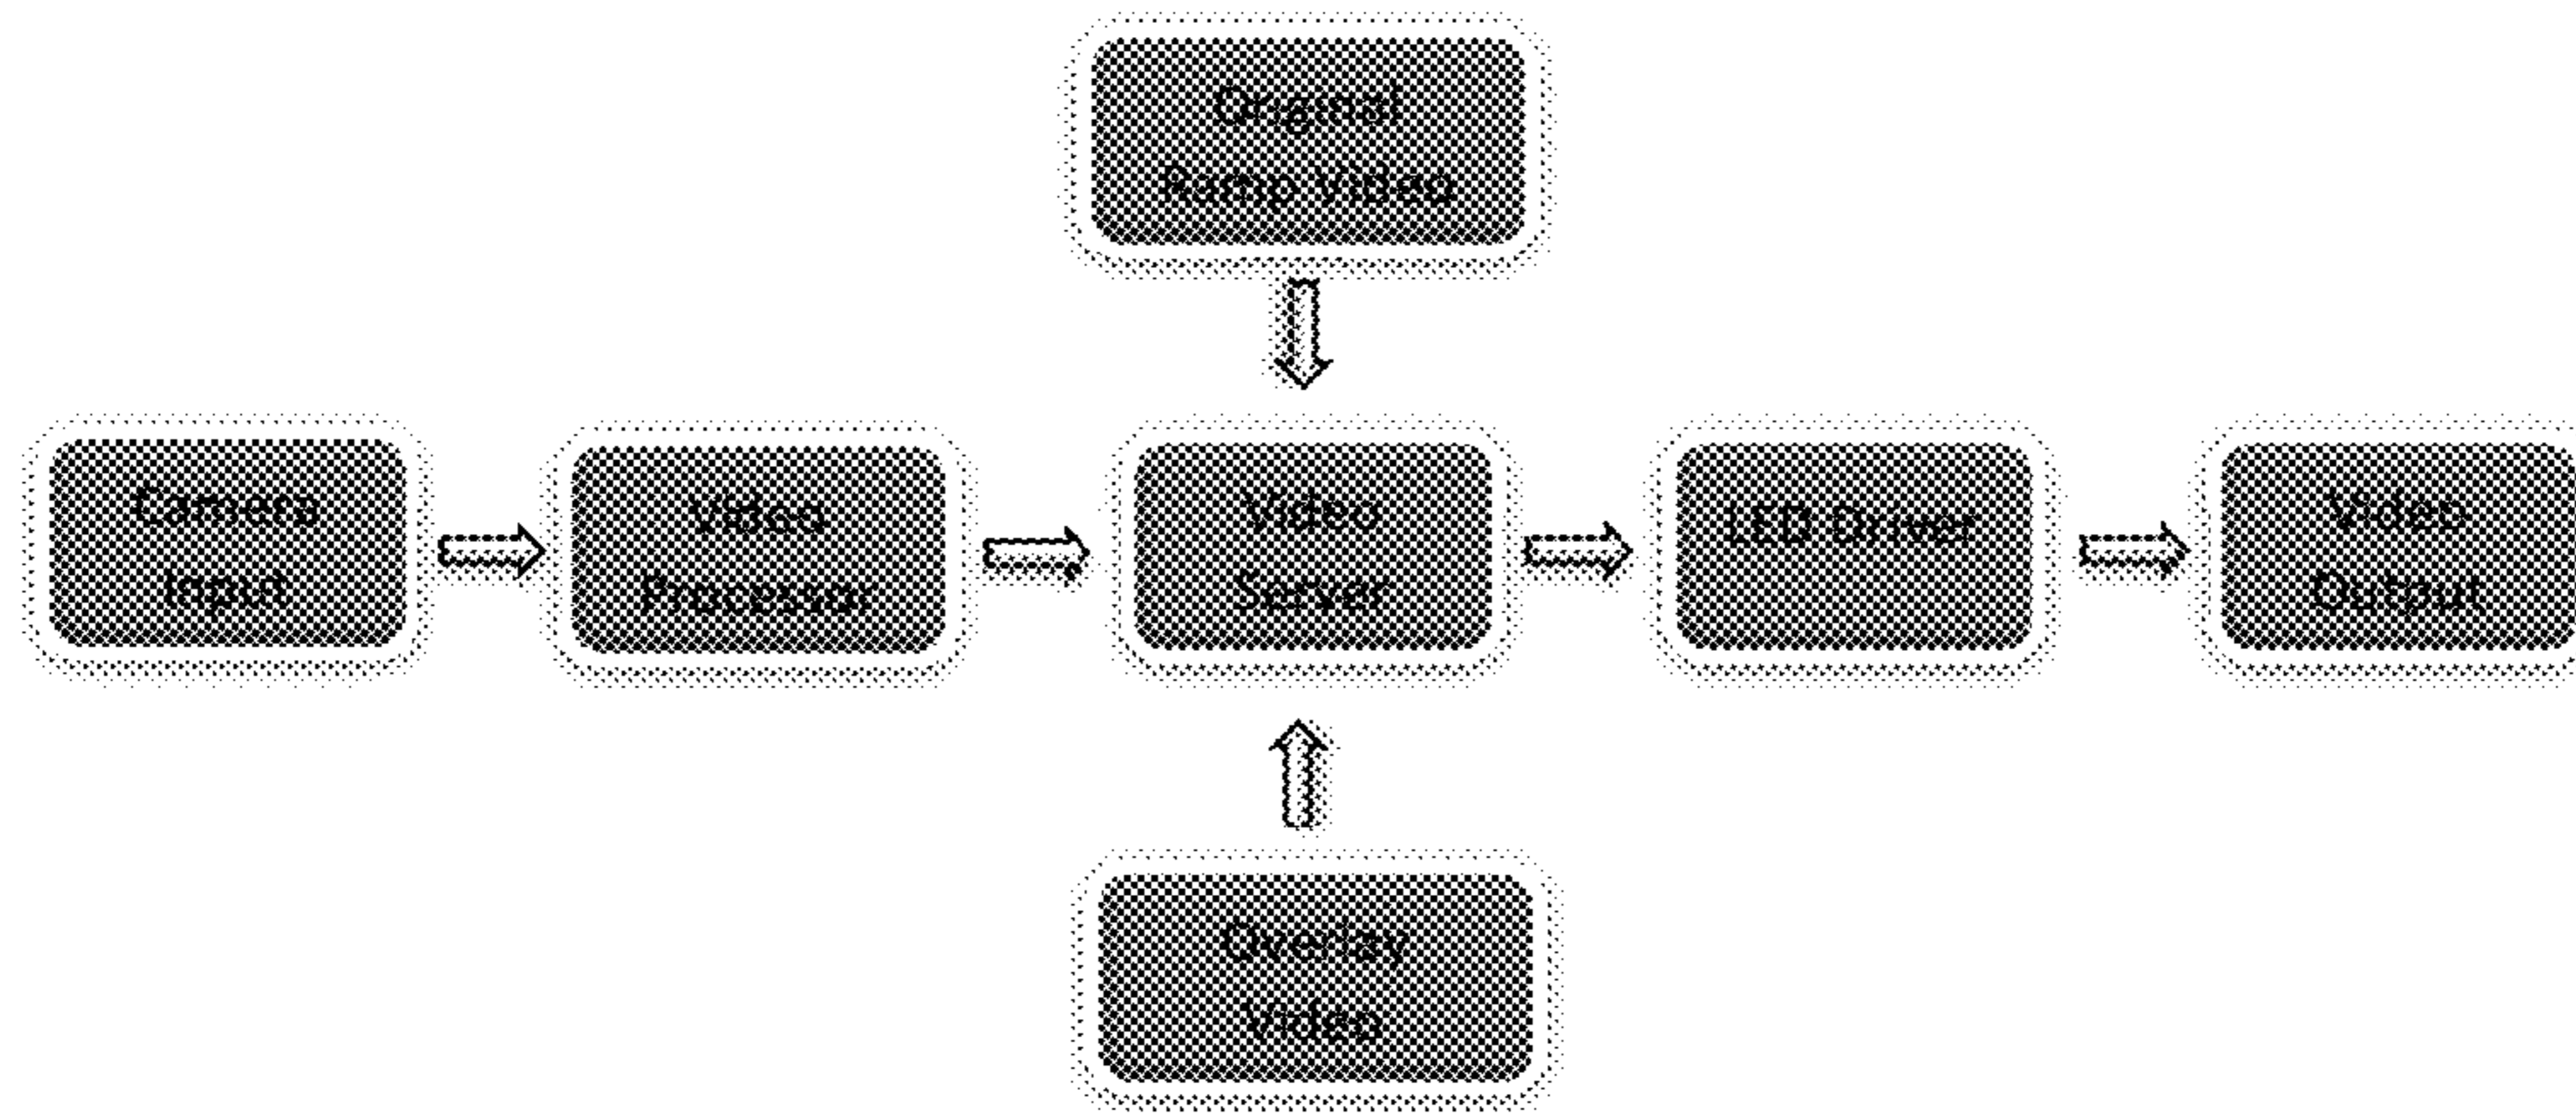 Original
Ramp Video
Camera
Input
Video
Processor
Video
Server
LED Driver
Video
Output
Overlay
Video